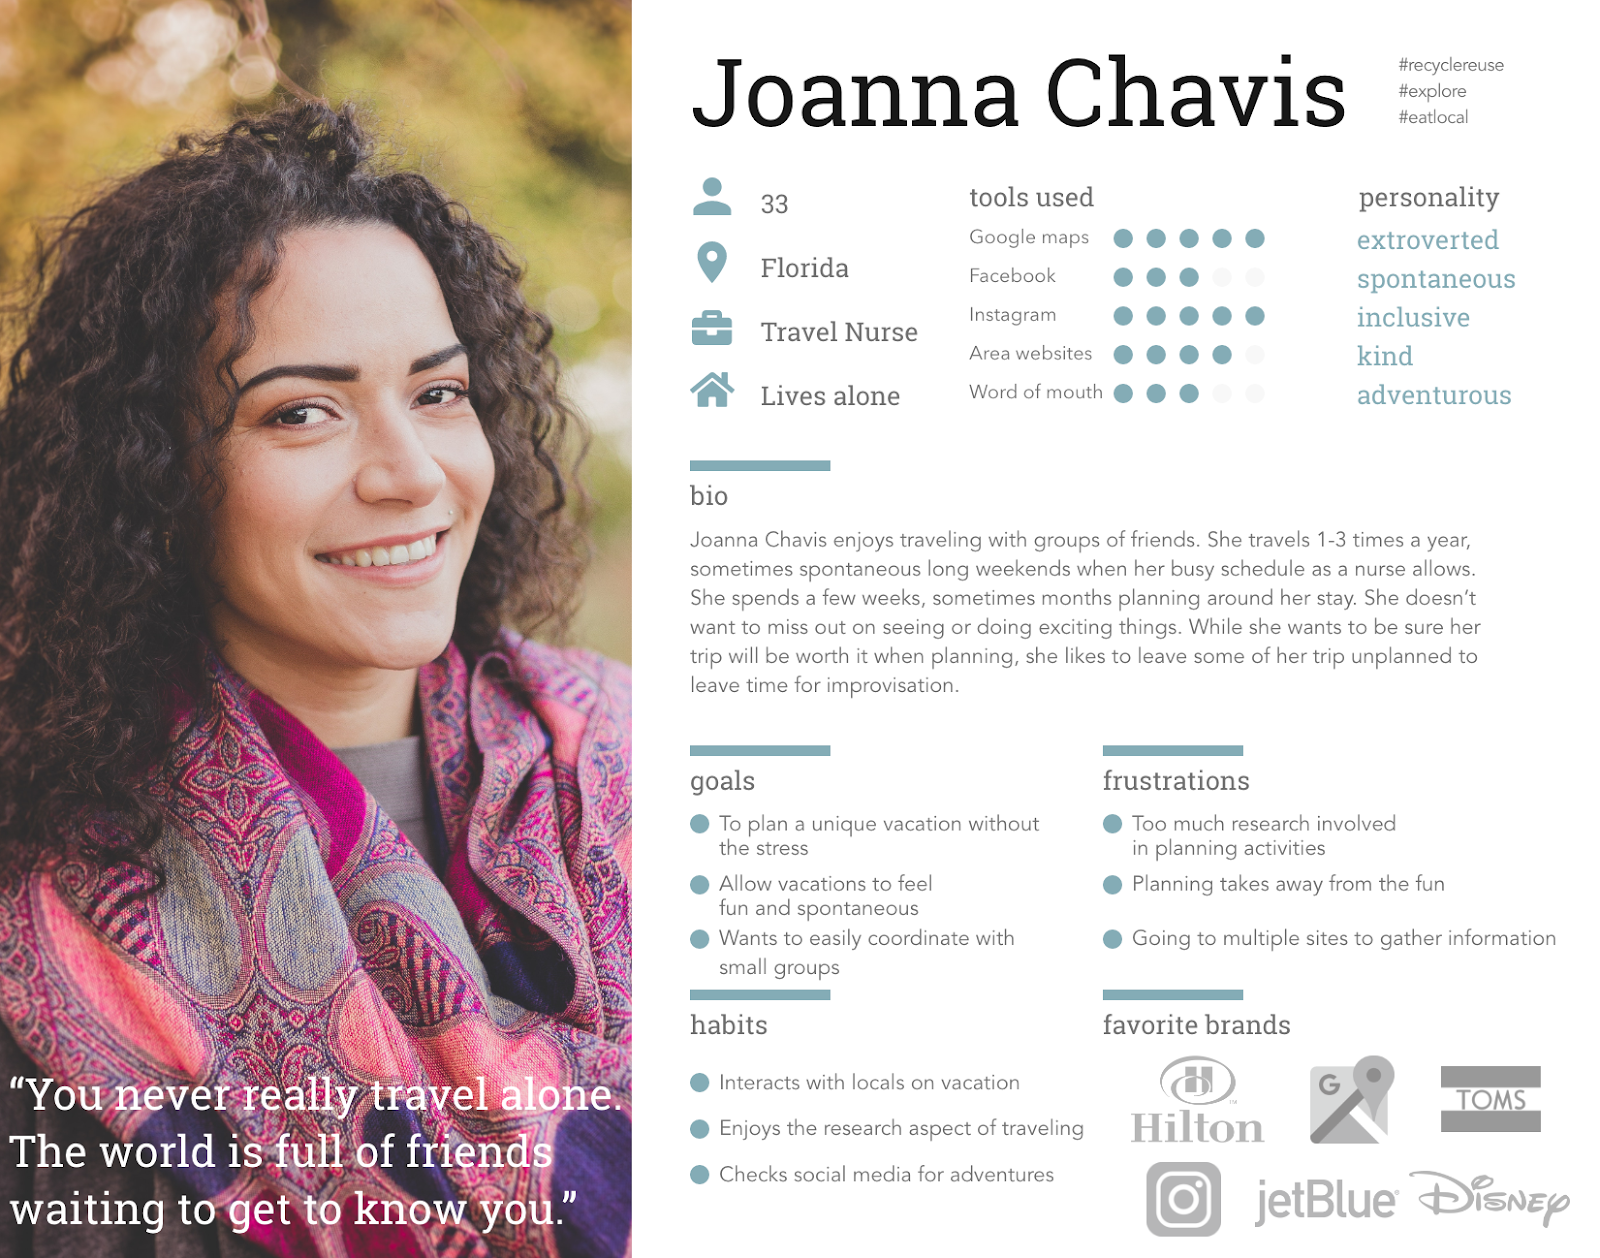 Joanna Chavis
#recyclereuse
#explore
#eatlocal
33
Florida
Travel Nurse
Lives alone
tools used
Google maps
Facebook
Instagram
Area websites
Word of mouth
personality
extroverted
spontaneous
inclusive
kind
adventurous
bio
Joanna Chavis enjoys traveling with groups of friends. She travels 1-3 times a year,
sometimes spontaneous long weekends when her busy schedule as a nurse allows.
She spends a few weeks, sometimes months planning around her stay. She doesn't
want to miss out on seeing or doing exciting things. While she wants to be sure her
trip will be worth it when planning, she likes to leave some of her trip unplanned to
leave time for improvisation.
goals
To plan a unique vacation without
the stress
Allow vacations to feel
fun and spontaneous
Wants to easily coordinate with
small groups
frustrations
Too much research involved
in planning activities
Planning takes away from the fun
Going to multiple sites to gather information
habits
Interacts with locals on vacation
Enjoys the research aspect of traveling
Checks social media for adventures
favorite brands
H
Hilton
G
TOMS
jetBlue
Disney
“You never really travel alone.
The world is full of friends
waiting to get to know you.”